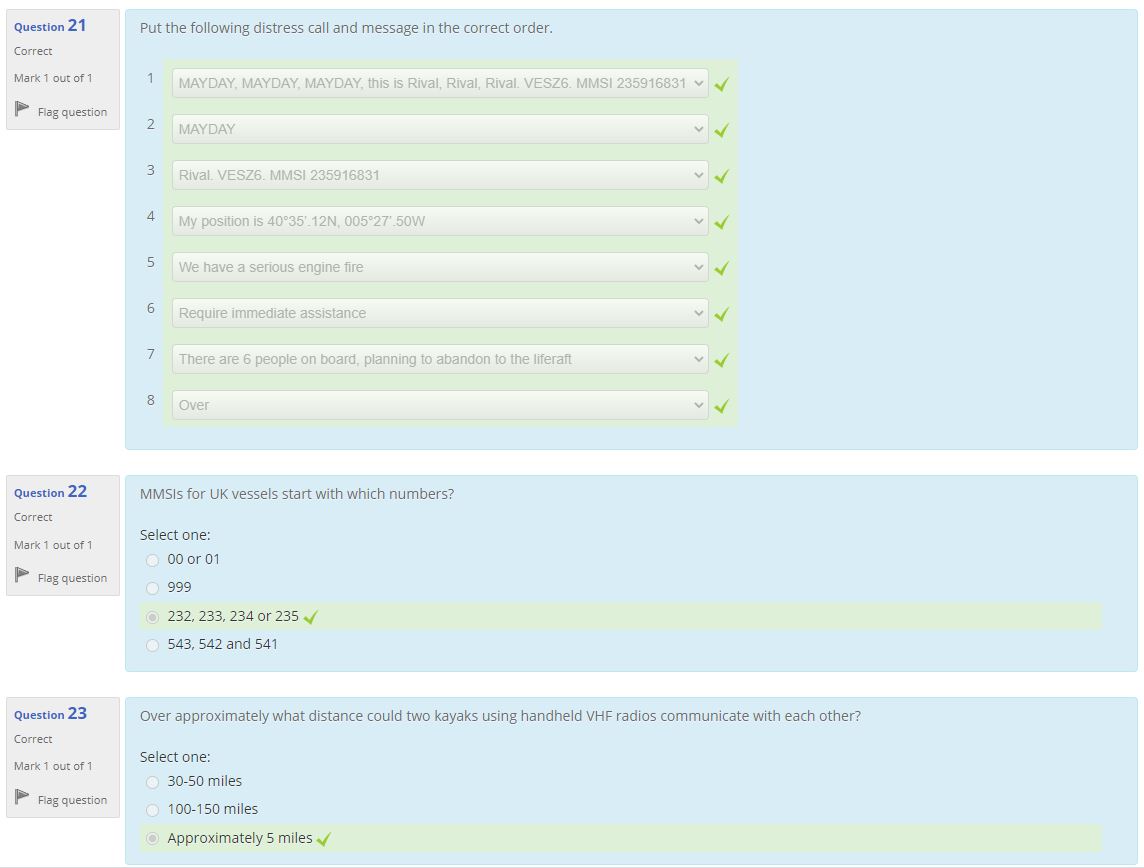 Question 21
Correct
Mark 1 out of 1
Flag question
Put the following distress call and message in the correct order.
1 MAYDAY, MAYDAY, MAYDAY, this is Rival, Rival, Rival. VESZ6. MMSI 235916831
2 MAYDAY
3 Rival. VESZ6. MMSI 235916831
4 My position is 40°35'.12N, 005°27'.50W
5 We have a serious engine fire
6 Require immediate assistance
7 There are 6 people on board, planning to abandon to the liferaft
8 Over
Question 22
Correct
Mark 1 out of 1
Flag question
MMSIs for UK vessels start with which numbers?
Select one:
00 or 01
999
232, 233, 234 or 235
543, 542 and 541
Question 23
Correct
Mark 1 out of 1
Flag question
Over approximately what distance could two kayaks using handheld VHF radios communicate with each other?
Select one:
30-50 miles
100-150 miles
Approximately 5 miles